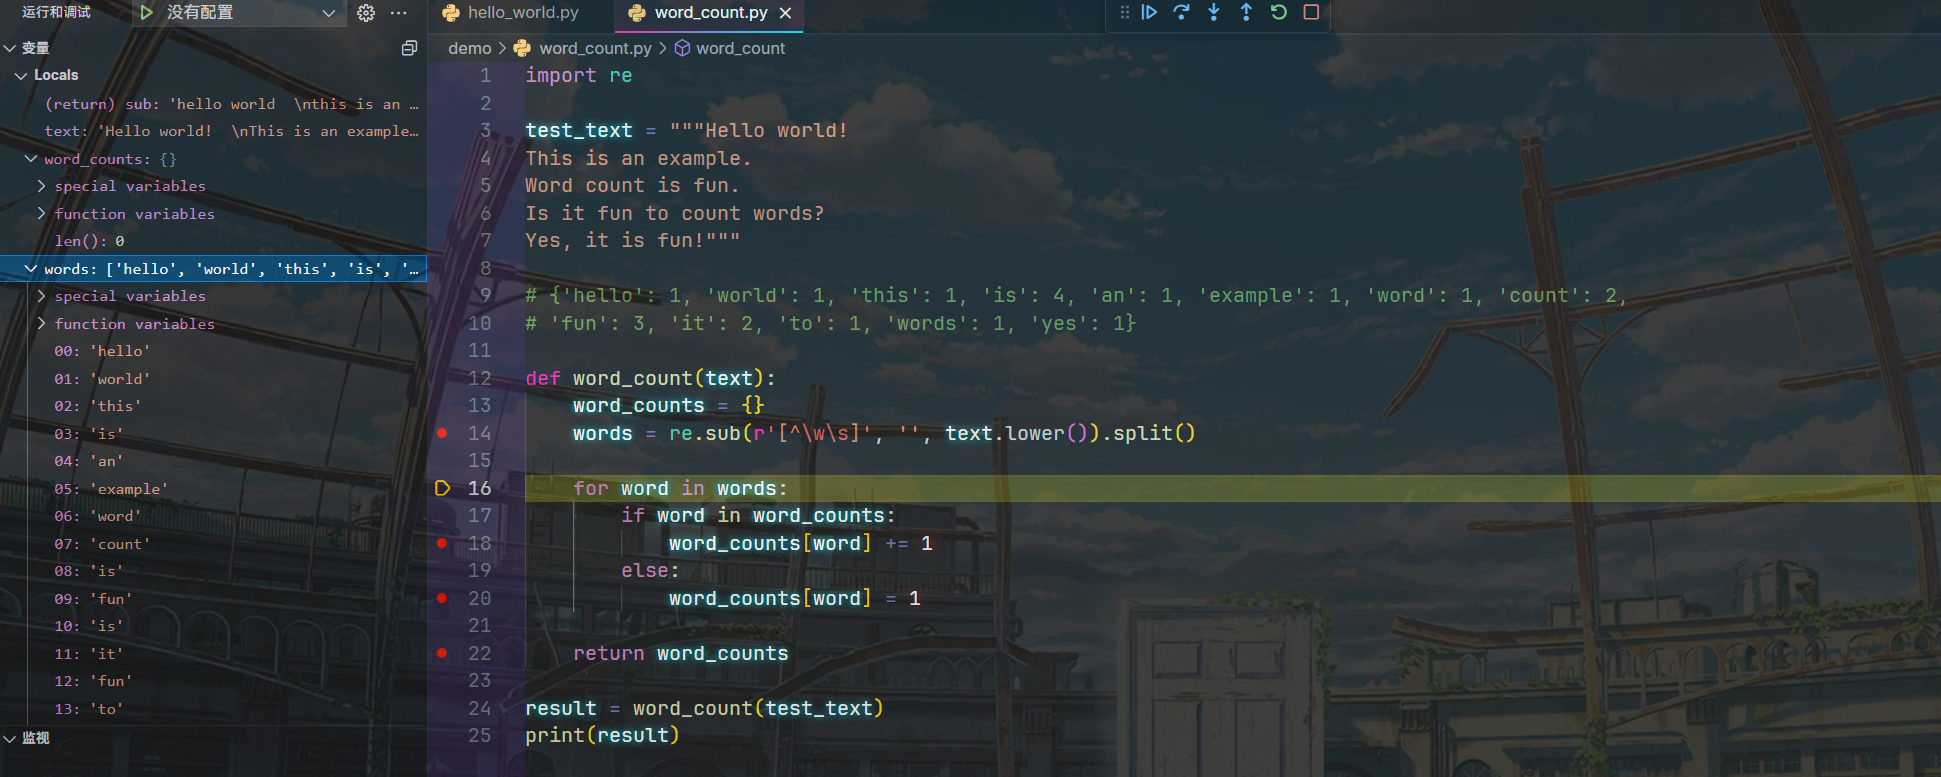 运行和调试
没有配置
变量
Locals
(return) sub: 'hello world  \nthis is an …
text: 'Hello world!  \nThis is an example…
word_counts: {}
special variables
function variables
len(): 0
words: ['hello', 'world', 'this', 'is', '…
special variables
function variables
00: 'hello'
01: 'world'
02: 'this'
03: 'is'
04: 'an'
05: 'example'
06: 'word'
07: 'count'
08: 'is'
09: 'fun'
10: 'is'
11: 'it'
12: 'fun'
13: 'to'
监视
hello_world.py
word_count.py
demo > word_count.py > word_count
1 import re
2
3 test_text = """Hello world!
4 This is an example.
5 Word count is fun.
6 Is it fun to count words?
7 Yes, it is fun!"""
8
9 # {'hello': 1, 'world': 1, 'this': 1, 'is': 4, 'an': 1, 'example': 1, 'word': 1, 'count': 2,
10 # 'fun': 3, 'it': 2, 'to': 1, 'words': 1, 'yes': 1}
11
12 def word_count(text):
13     word_counts = {}
14     words = re.sub(r'[^\w\s]', '', text.lower()).split()
15
16     for word in words:
17         if word in word_counts:
18             word_counts[word] += 1
19         else:
20             word_counts[word] = 1
21
22     return word_counts
23
24 result = word_count(test_text)
25 print(result)